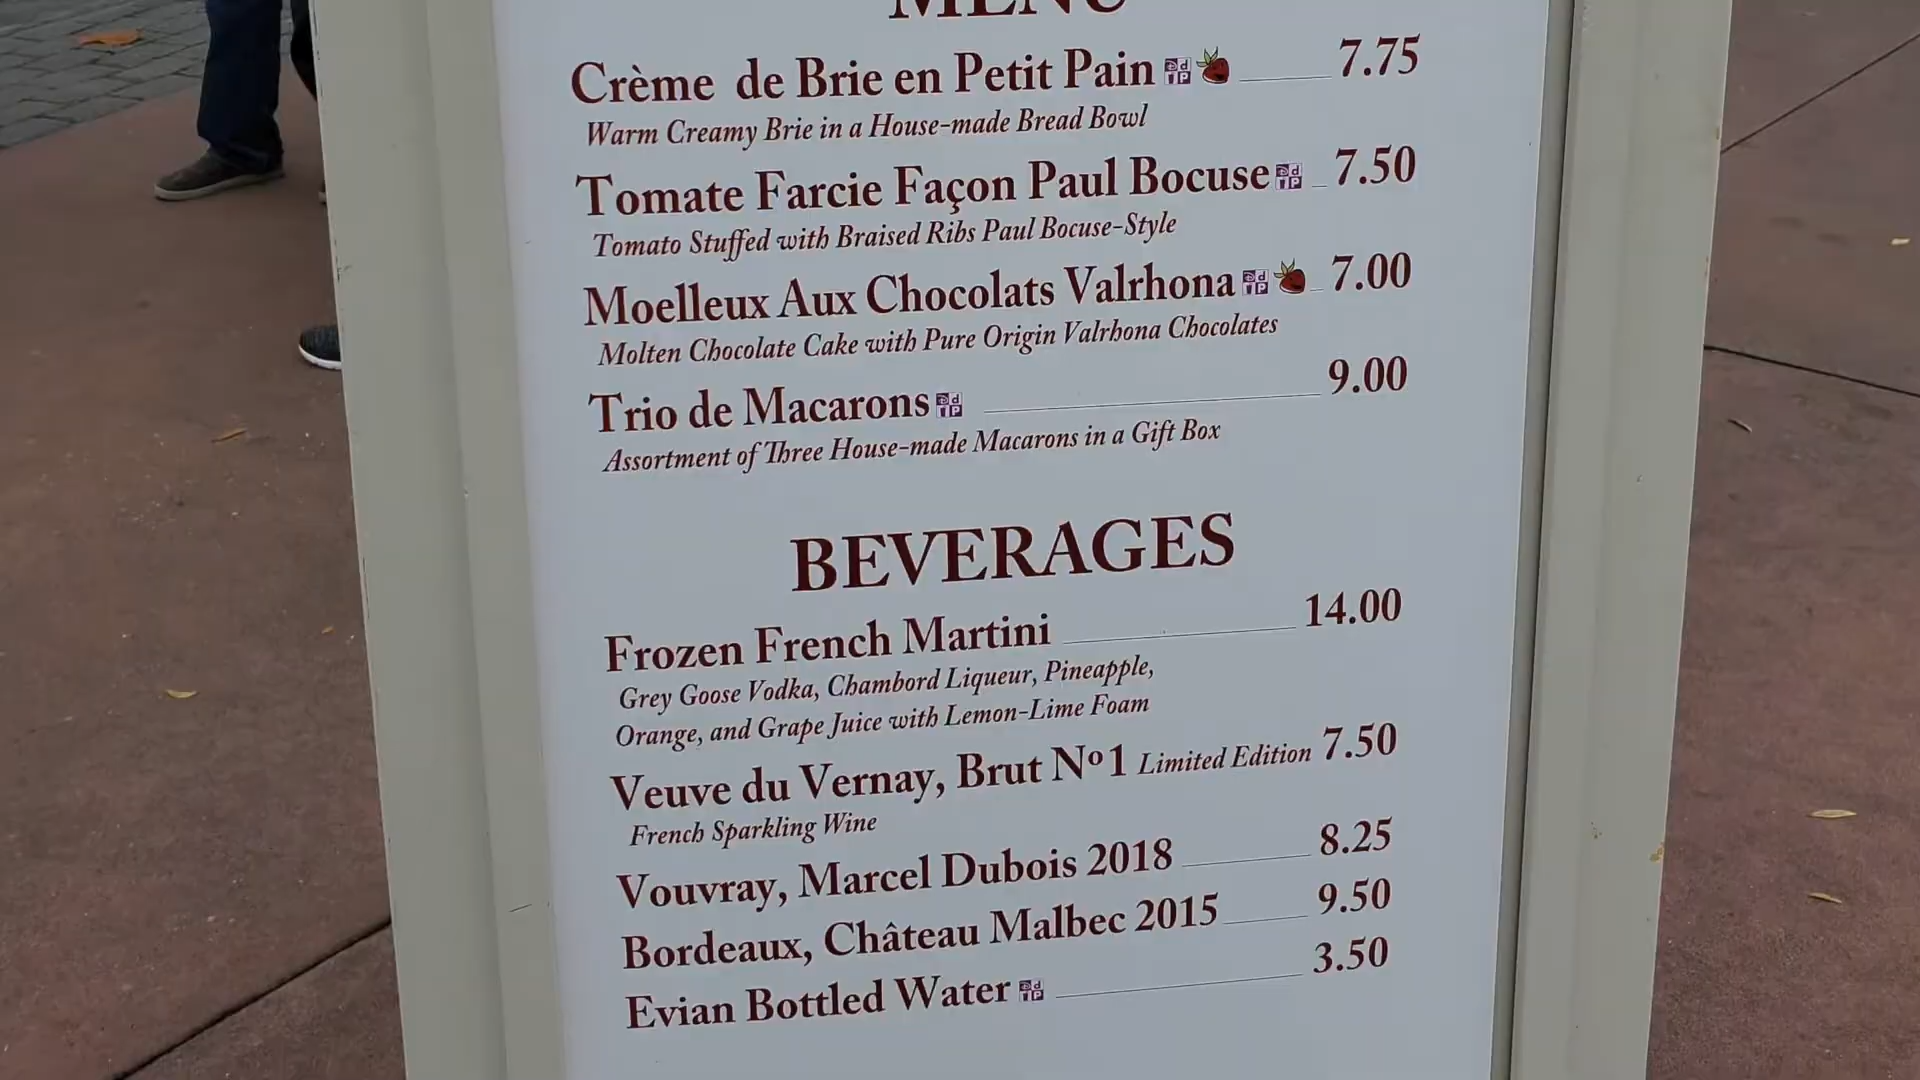 MENU
Crème de Brie en Petit Pain 7.75
Warm Creamy Brie in a House-made Bread Bowl
Tomate Farcie Façon Paul Bocuse 7.50
Tomato Stuffed with Braised Ribs Paul Bocuse-Style
Moelleux Aux Chocolats Valrhona 7.00
Molten Chocolate Cake with Pure Origin Valrhona Chocolates
Trio de Macarons 9.00
Assortment of Three House-made Macarons in a Gift Box
BEVERAGES
Frozen French Martini 14.00
Grey Goose Vodka, Chambord Liqueur, Pineapple,
Orange, and Grape Juice with Lemon-Lime Foam
Veuve du Vernay, Brut Nº1 Limited Edition 7.50
French Sparkling Wine
Vouvray, Marcel Dubois 2018 8.25
Bordeaux, Château Malbec 2015 9.50
Evian Bottled Water 3.50